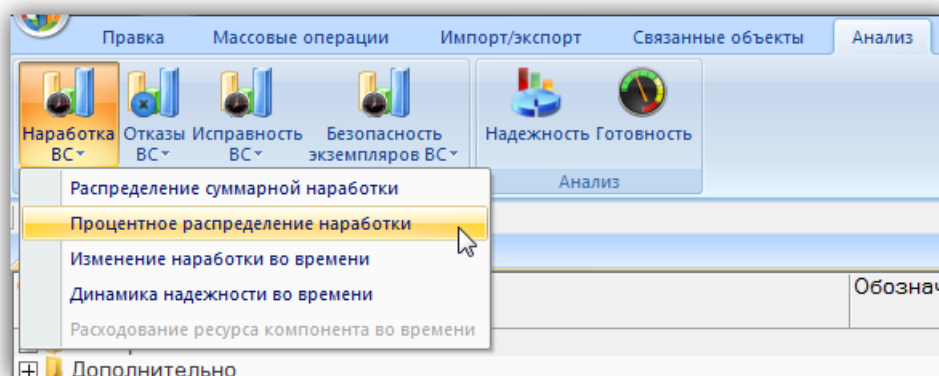 Правка Массовые операции Импорт/экспорт Связанные объекты Анализ
Наработка Отказы Исправность Безопасность Надежность Готовность
ВС ВС ВС экземпляров ВС
Анализ
Распределение суммарной наработки
Процентное распределение наработки
Изменение наработки во времени
Динамика надежности во времени
Расходование ресурса компонента во времени
Обознач
Дополнительно